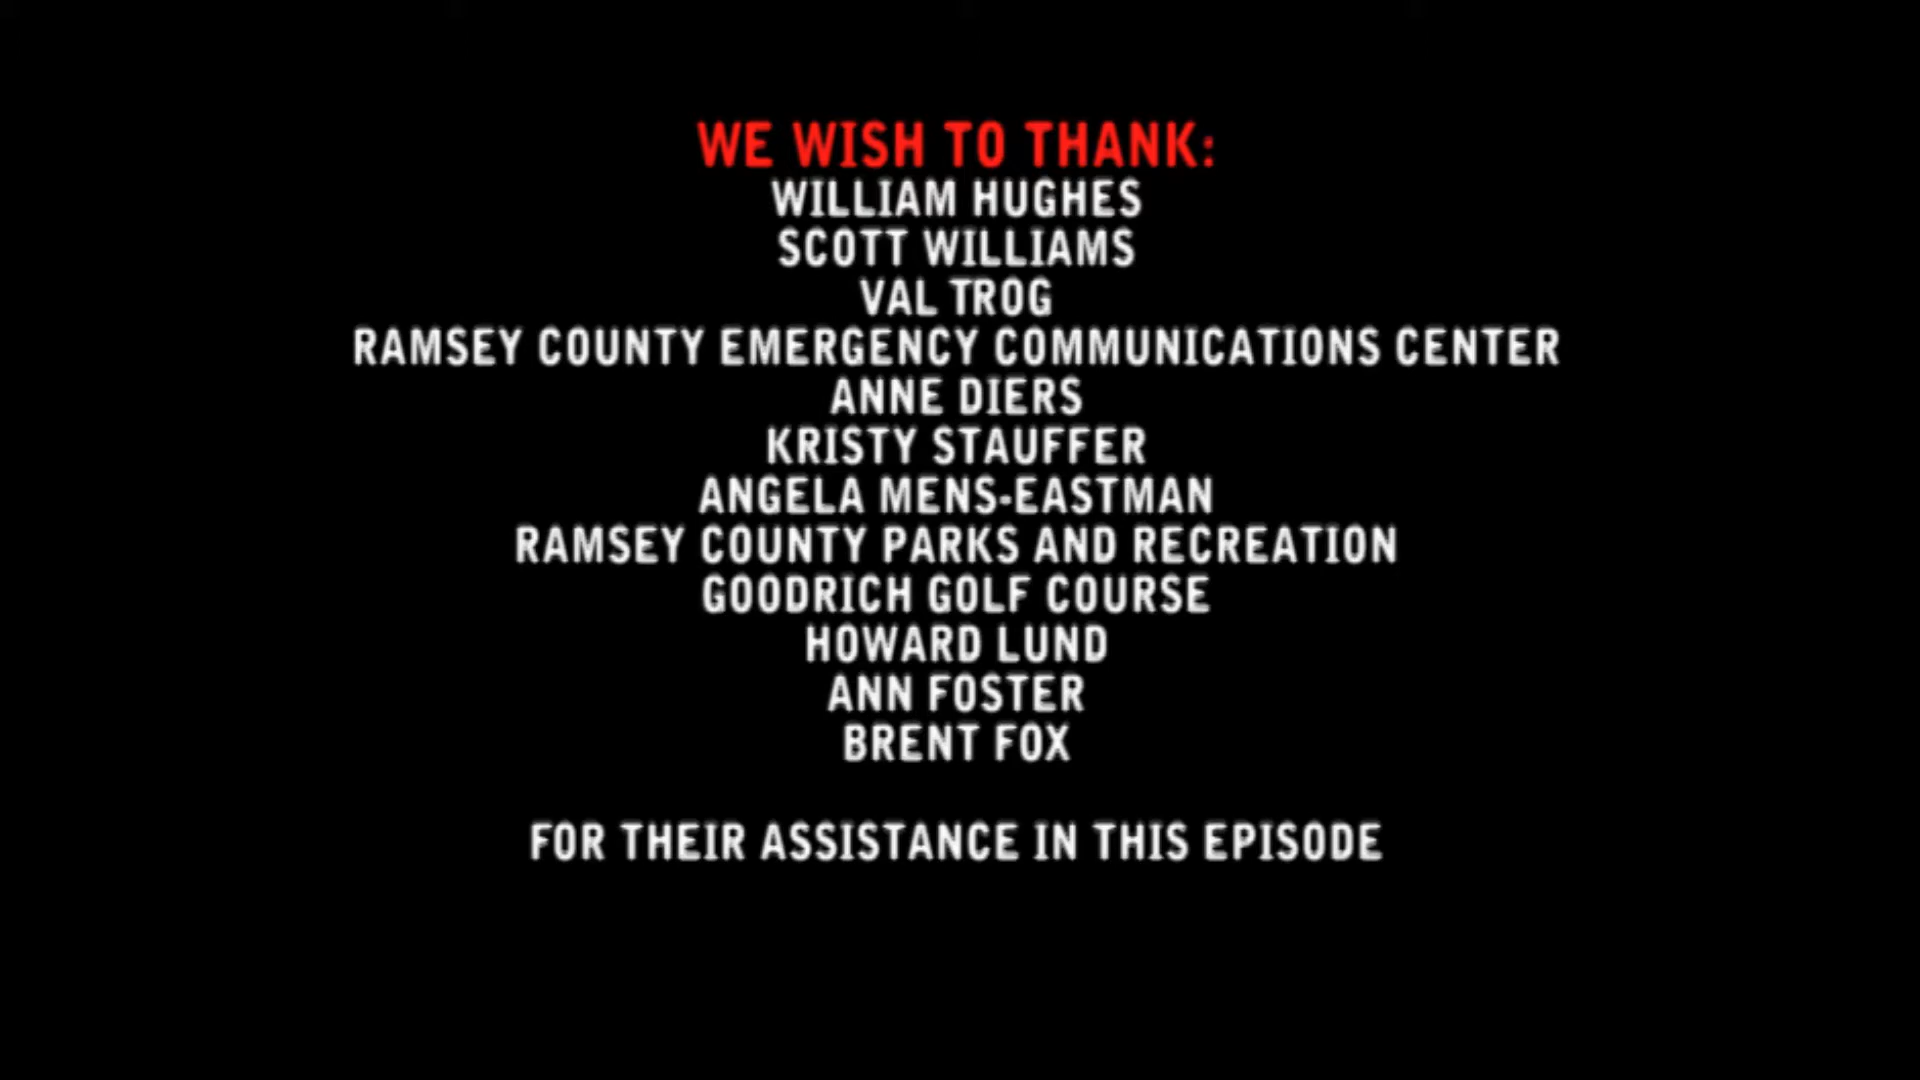 WE WISH TO THANK:
WILLIAM HUGHES
SCOTT WILLIAMS
VAL TROG
RAMSEY COUNTY EMERGENCY COMMUNICATIONS CENTER
ANNE DIERS
KRISTY STAUFFER
ANGELA MENS-EASTMAN
RAMSEY COUNTY PARKS AND RECREATION
GOODRICH GOLF COURSE
HOWARD LUND
ANN FOSTER
BRENT FOX
FOR THEIR ASSISTANCE IN THIS EPISODE